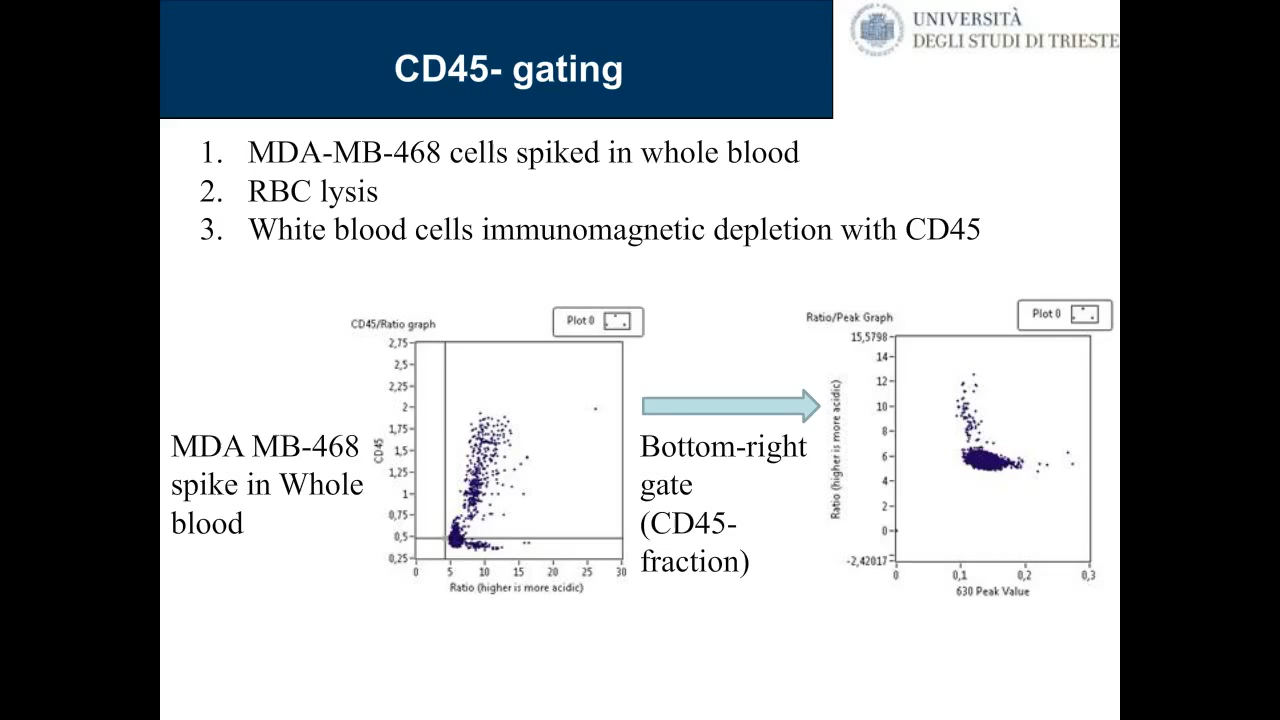 CD45- gating
UNIVERSITÀ
DEGLI STUDI DI TRIESTE
1. MDA-MB-468 cells spiked in whole blood
2. RBC lysis
3. White blood cells immunomagnetic depletion with CD45
MDA MB-468
spike in Whole
blood
CD45/Ratio graph
Plot 0
2,75
2,5
2,25
2
1,75
1,5
1,25
1
0,75
0,5
0,25
CD45
0 5 10 15 20 25 30
Ratio (higher is more acidic)
Bottom-right
gate
(CD45-
fraction)
Ratio/Peak Graph
Plot 0
15,5798
14
12
10
8
6
4
2
0
-2,42017
Ratio (higher is more acidic)
0 0,1 0,2 0,3
630 Peak Value